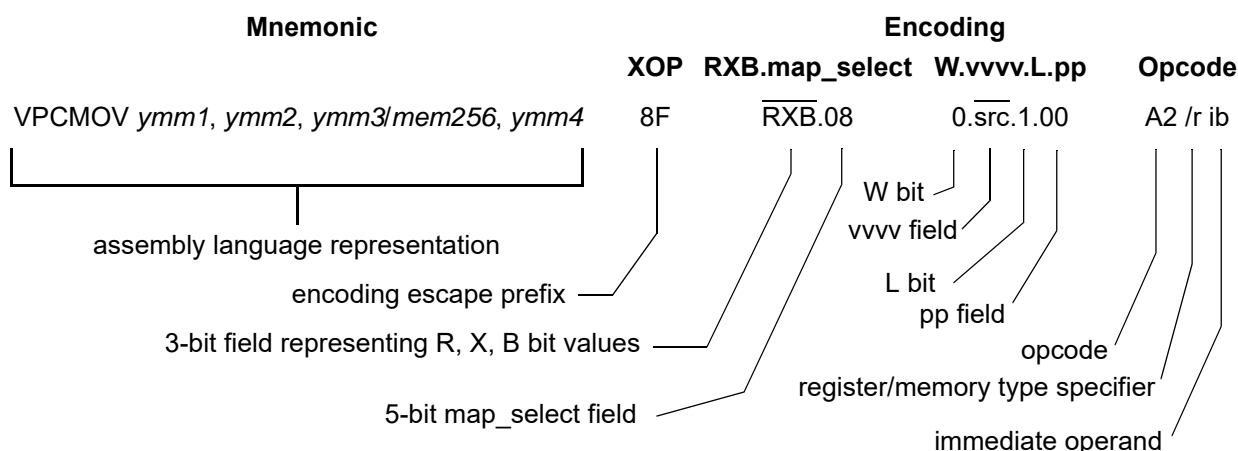 Mnemonic Encoding
XOP RXB.map_select W.vvvv.L.pp Opcode
VPCMOV ymm1, ymm2, ymm3/mem256, ymm4 8F RXB.08 0.src.1.00 A2 /r ib
W bit
vvvv field
assembly language representation
L bit
encoding escape prefix
pp field
3-bit field representing R, X, B bit values
opcode
register/memory type specifier
5-bit map_select field
immediate operand